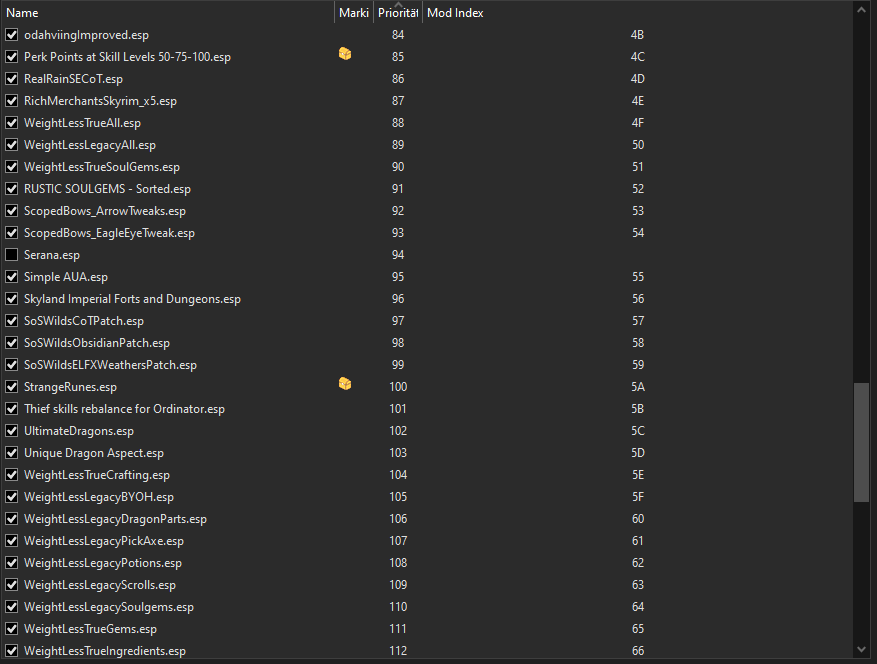 Name Marki Priorität Mod Index
odahviingImproved.esp 84 4B
Perk Points at Skill Levels 50-75-100.esp 85 4C
RealRainSECoT.esp 86 4D
RichMerchantsSkyrim_x5.esp 87 4E
WeightLessTrueAll.esp 88 4F
WeightLessLegacyAll.esp 89 50
WeightLessTrueSoulGems.esp 90 51
RUSTIC SOULGEMS - Sorted.esp 91 52
ScopedBows_ArrowTweaks.esp 92 53
ScopedBows_EagleEyeTweak.esp 93 54
Serana.esp 94
Simple AUA.esp 95 55
Skyland Imperial Forts and Dungeons.esp 96 56
SoSWildsCoTPatch.esp 97 57
SoSWildsObsidianPatch.esp 98 58
SoSWildsELFXWeathersPatch.esp 99 59
StrangeRunes.esp 100 5A
Thief skills rebalance for Ordinator.esp 101 5B
UltimateDragons.esp 102 5C
Unique Dragon Aspect.esp 103 5D
WeightLessTrueCrafting.esp 104 5E
WeightLessLegacyBYOH.esp 105 5F
WeightLessLegacyDragonParts.esp 106 60
WeightLessLegacyPickAxe.esp 107 61
WeightLessLegacyPotions.esp 108 62
WeightLessLegacyScrolls.esp 109 63
WeightLessLegacySoulgems.esp 110 64
WeightLessTrueGems.esp 111 65
WeightLessTrueIngredients.esp 112 66